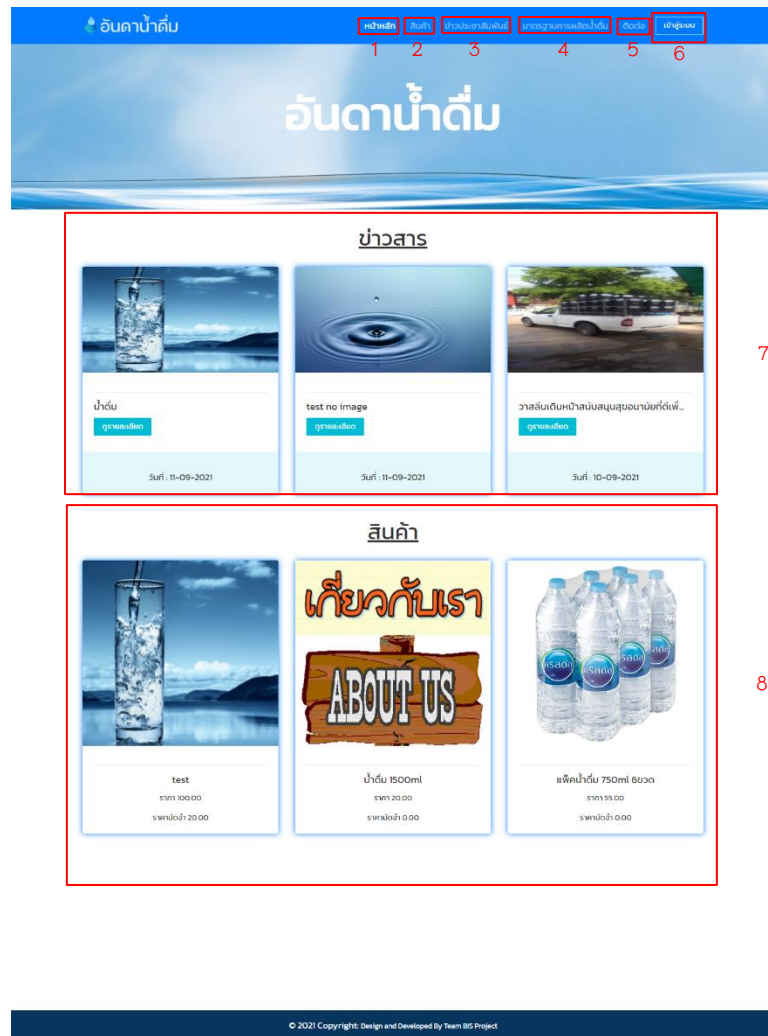 อันดาน้ำดื่ม
หน้าหลัก สินค้า ข่าวประชาสัมพันธ์ มาตรฐานการผลิตน้ำดื่ม ติดต่อ เข้าสู่ระบบ
1 2 3 4 5 6
อันดาน้ำดื่ม
ข่าวสาร
7
น้ำดื่ม test no image วาสลีนเดินหน้าสนับสนุนสุขอนามัยที่ดีเพื่...
ดูรายละเอียด ดูรายละเอียด ดูรายละเอียด
วันที่ : 11-09-2021 วันที่ : 11-09-2021 วันที่ : 10-09-2021
สินค้า
เกี่ยวกับเรา
คริสตัล คริสตัล
ABOUT US
8
test น้ำดื่ม 1500ml แพ็คน้ำดื่ม 750ml 6ขวด
ราคา 100.00 ราคา 20.00 ราคา 55.00
ราคามัดจำ 20.00 ราคามัดจำ 0.00 ราคามัดจำ 0.00
© 2021 Copyright: Design and Developed By Team BIS Project